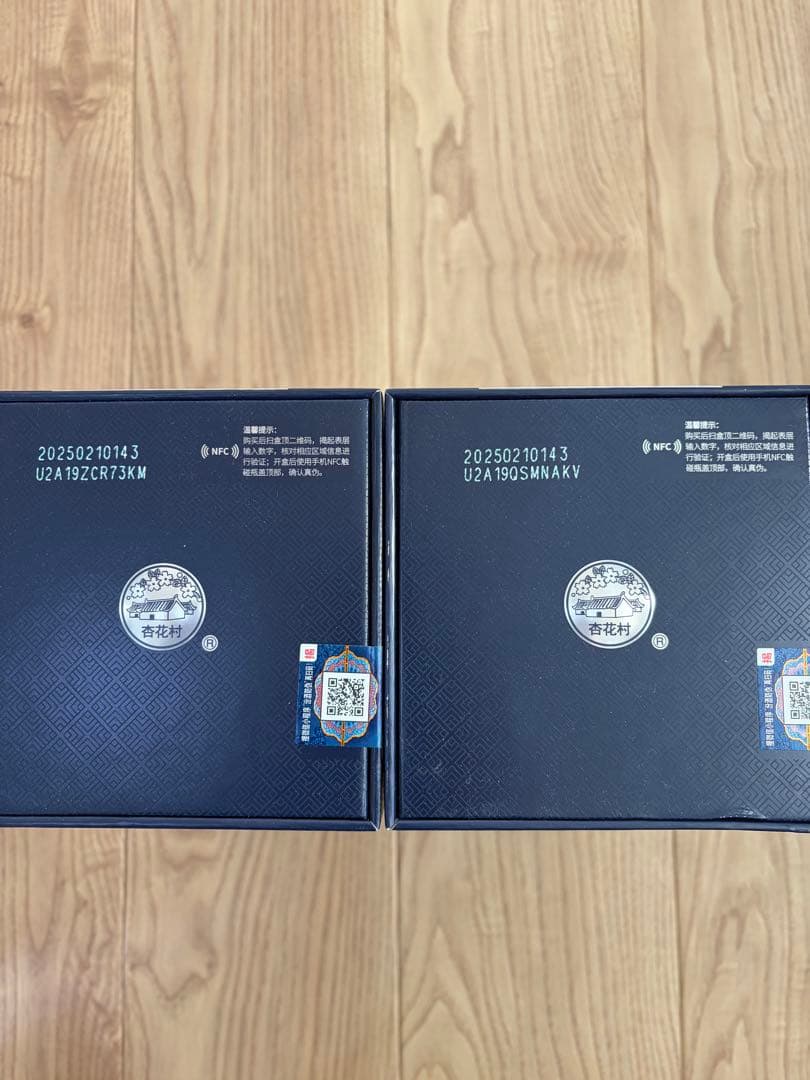 20250210143
U2A19ZCR73KM
NFC
温馨提示:
购买后扫盒顶二维码，揭起表层
输入数字，核对相应区域信息进
行验证；开盒后使用手机NFC触
碰瓶盖顶部，确认真伪。
杏花村
®
揭
20250210143
U2A19QSMNAKV
NFC
温馨提示:
购买后扫盒顶二维码，揭起表层
输入数字，核对相应区域信息进
行验证；开盒后使用手机NFC触
碰瓶盖顶部，确认真伪。
杏花村
®
揭